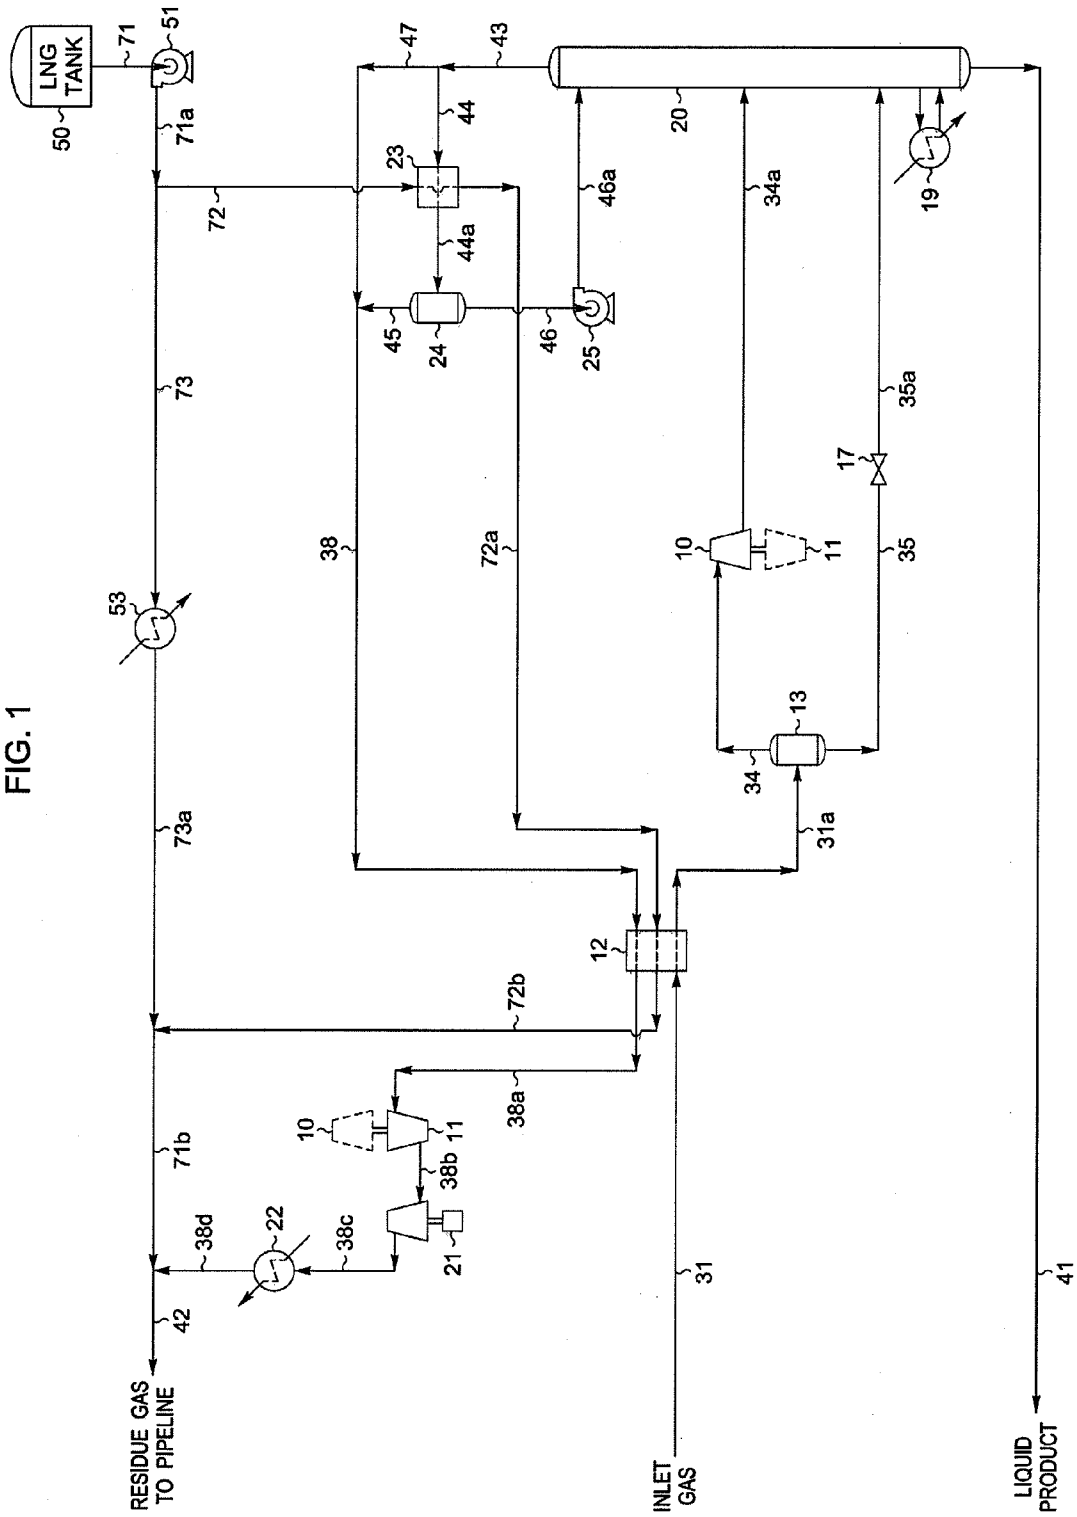 FIG. 1
LNG
TANK
50
71
51
71a
72
73
53
73a
72b
71b
42
RESIDUE GAS
TO PIPELINE
38d
22
38c
21
38b
11
10
38a
12
38
72a
47
43
44
23
44a
45
24
46
25
46a
20
34a
19
35a
17
35
10
11
34
13
31a
31
INLET
GAS
41
LIQUID
PRODUCT